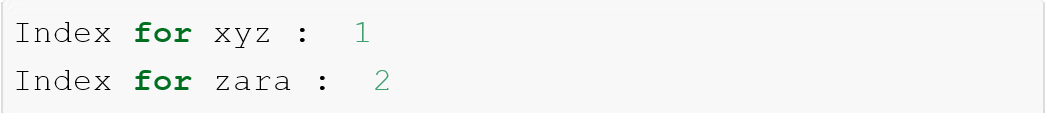 Index for xyz :  1
Index for zara :  2